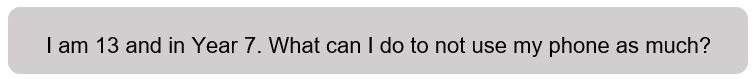 I am 13 and in Year 7. What can I do to not use my phone as much?